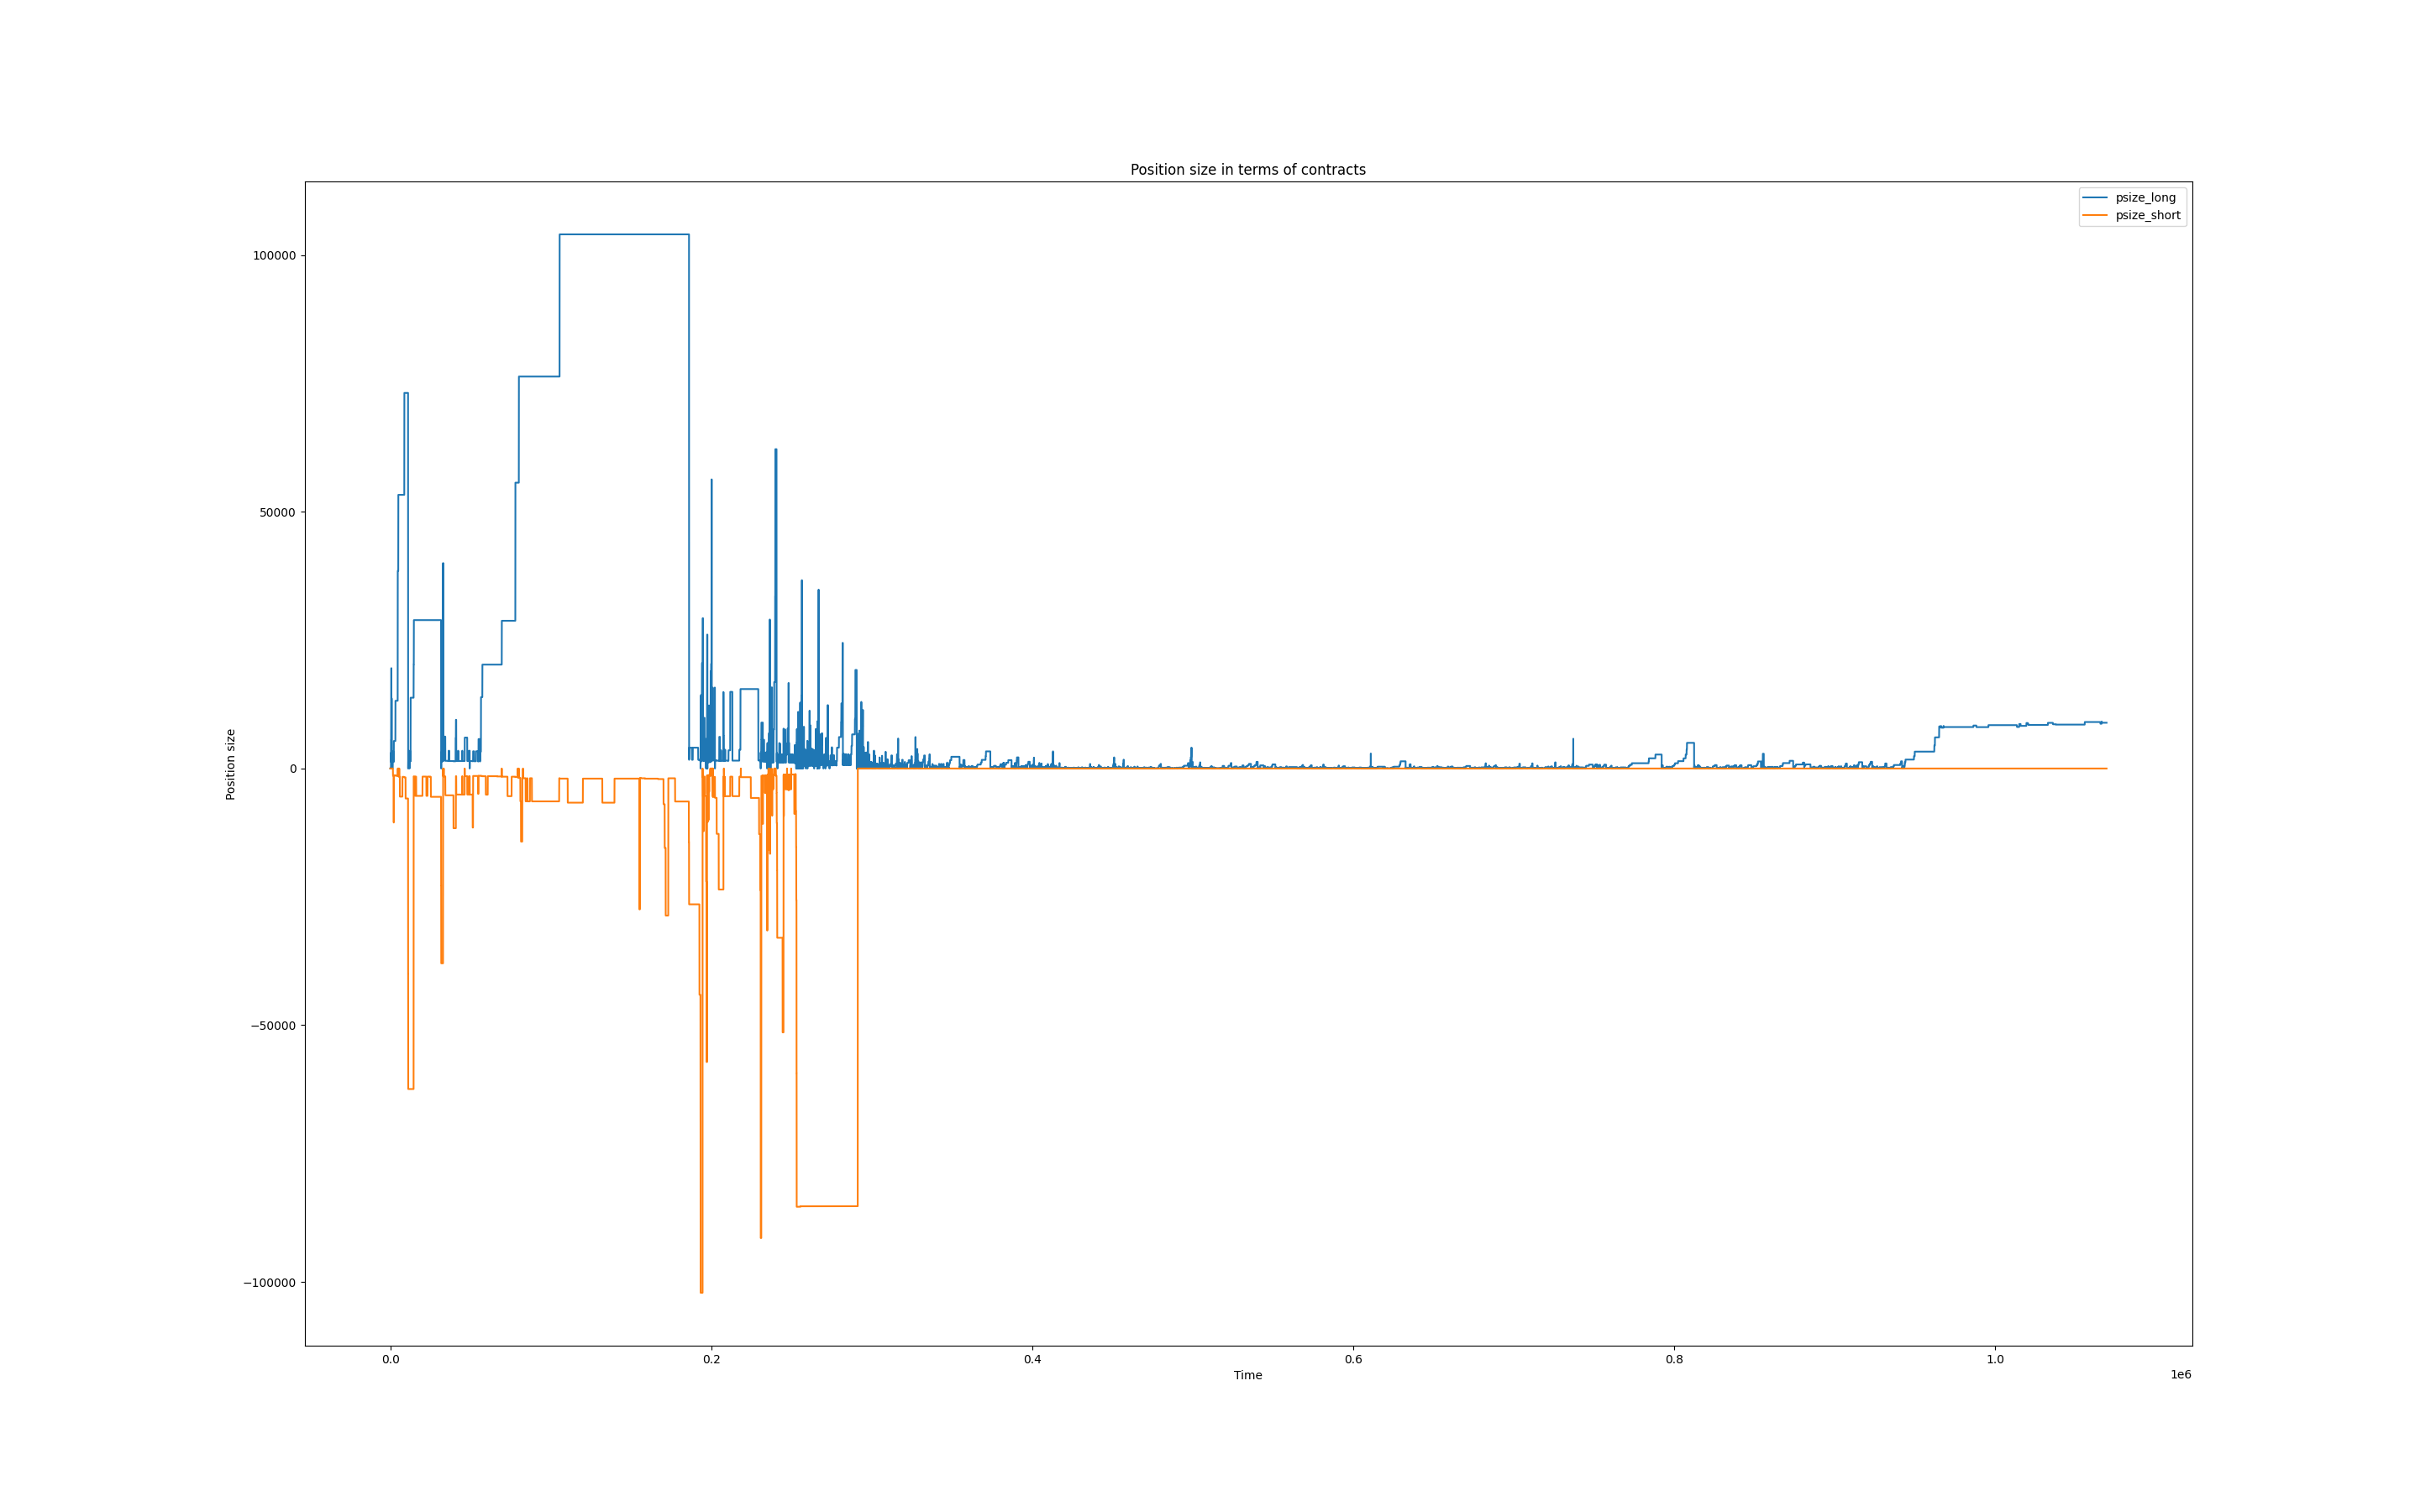 Position size in terms of contracts
psize_long
psize_short
100000
50000
0
−50000
−100000
Position size
0.0
0.2
0.4
0.6
0.8
1.0
1e6
Time